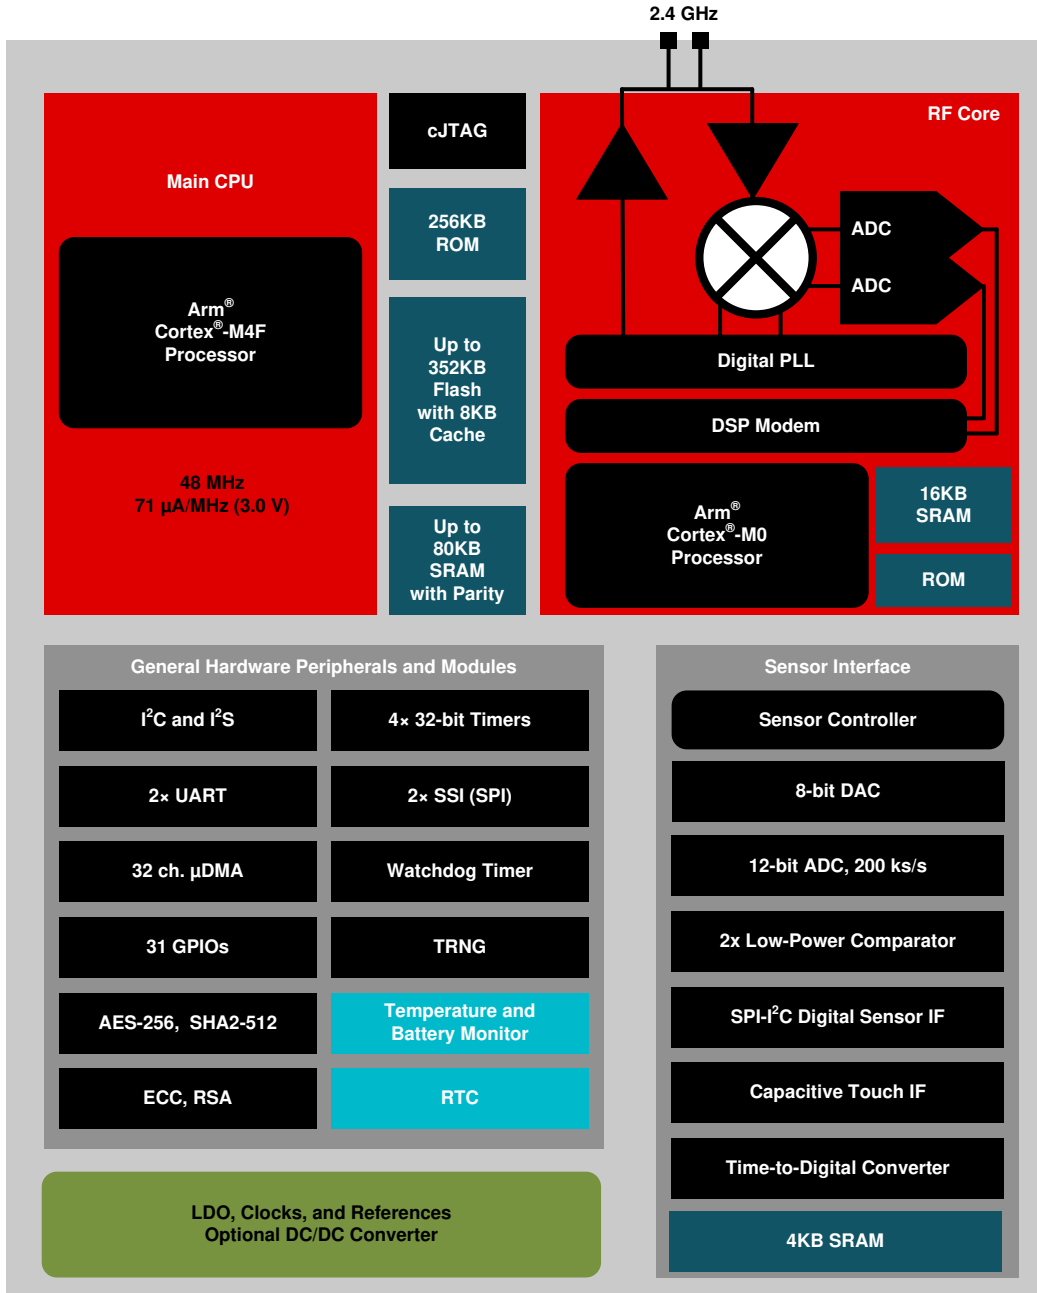 2.4 GHz
Main CPU
Arm®
Cortex®-M4F
Processor
48 MHz
71 µA/MHz (3.0 V)
cJTAG
256KB
ROM
Up to
352KB
Flash
with 8KB
Cache
Up to
80KB
SRAM
with Parity
RF Core
ADC
ADC
Digital PLL
DSP Modem
Arm®
Cortex®-M0
Processor
16KB
SRAM
ROM
General Hardware Peripherals and Modules
I²C and I²S
4× 32-bit Timers
2× UART
2× SSI (SPI)
32 ch. µDMA
Watchdog Timer
31 GPIOs
TRNG
AES-256, SHA2-512
Temperature and
Battery Monitor
ECC, RSA
RTC
LDO, Clocks, and References
Optional DC/DC Converter
Sensor Interface
Sensor Controller
8-bit DAC
12-bit ADC, 200 ks/s
2x Low-Power Comparator
SPI-I²C Digital Sensor IF
Capacitive Touch IF
Time-to-Digital Converter
4KB SRAM